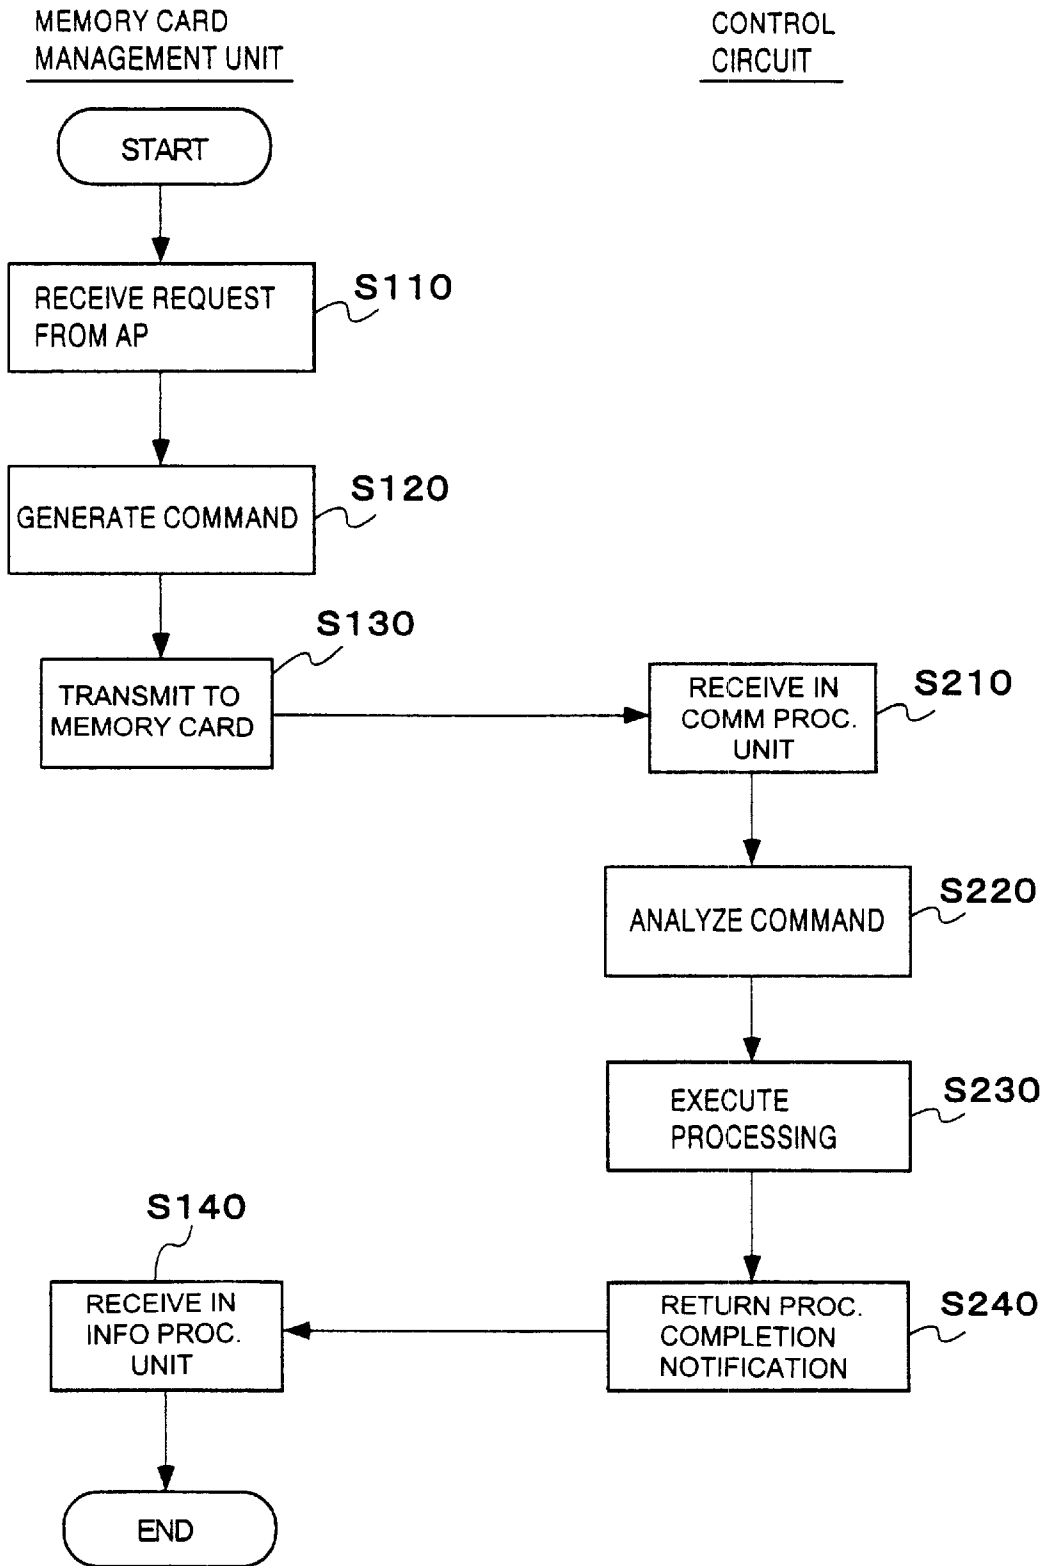 MEMORY CARD
MANAGEMENT UNIT
CONTROL
CIRCUIT
START
RECEIVE REQUEST
FROM AP
S110
GENERATE COMMAND
S120
TRANSMIT TO
MEMORY CARD
S130
RECEIVE IN
COMM PROC.
UNIT
S210
ANALYZE COMMAND
S220
EXECUTE
PROCESSING
S230
RETURN PROC.
COMPLETION
NOTIFICATION
S240
S140
RECEIVE IN
INFO PROC.
UNIT
END